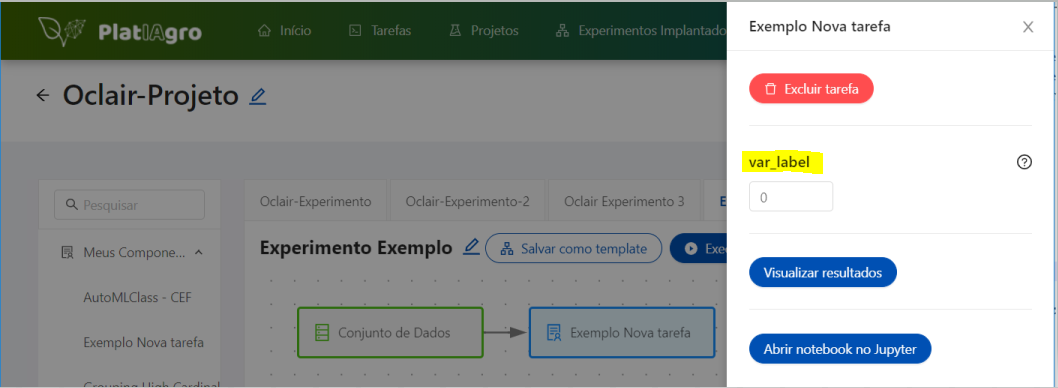 PlatIAgro
Início
Tarefas
Projetos
Experimentos Implantado
Exemplo Nova tarefa
Oclair-Projeto
Excluir tarefa
var_label
0
Pesquisar
Oclair-Experimento
Oclair-Experimento-2
Oclair Experimento 3
E
Meus Compone...
Experimento Exemplo
Salvar como template
Exe
Visualizar resultados
AutoMLClass - CEF
Conjunto de Dados
Exemplo Nova tarefa
Exemplo Nova tarefa
Abrir notebook no Jupyter
Grouping High Cardinal